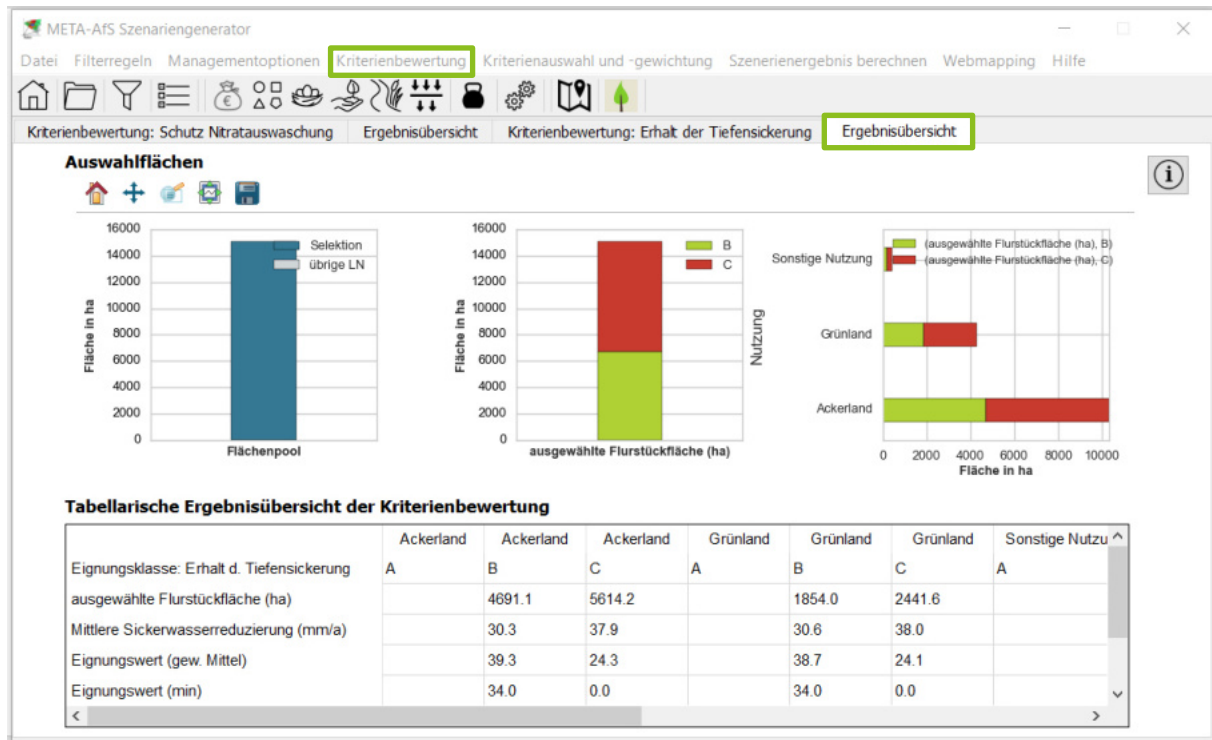 META-AfS Szenariengenerator
Datei Filterregeln Managementoptionen Kriterienbewertung Kriterienauswahl und -gewichtung Szenerienergebnis berechnen Webmapping Hilfe
Kriterienbewertung: Schutz Nitratauswaschung Ergebnisübersicht Kriterienbewertung: Erhalt der Tiefensickerung Ergebnisübersicht
Auswahlflächen
i
16000
14000
12000
10000
8000
6000
4000
2000
0
Fläche in ha
Selektion
übrige LN
Flächenpool
16000
14000
12000
10000
8000
6000
4000
2000
0
Fläche in ha
B
C
ausgewählte Flurstückfläche (ha)
Nutzung
(ausgewählte Flurstückfläche (ha), B)
(ausgewählte Flurstückfläche (ha), C)
Sonstige Nutzung
Grünland
Ackerland
0 2000 4000 6000 8000 10000
Fläche in ha
Tabellarische Ergebnisübersicht der Kriterienbewertung
Ackerland Ackerland Ackerland Grünland Grünland Grünland Sonstige Nutzu
Eignungsklasse: Erhalt d. Tiefensickerung A B C A B C A
ausgewählte Flurstückfläche (ha) 4691.1 5614.2 1854.0 2441.6
Mittlere Sickerwasserreduzierung (mm/a) 30.3 37.9 30.6 38.0
Eignungswert (gew. Mittel) 39.3 24.3 38.7 24.1
Eignungswert (min) 34.0 0.0 34.0 0.0